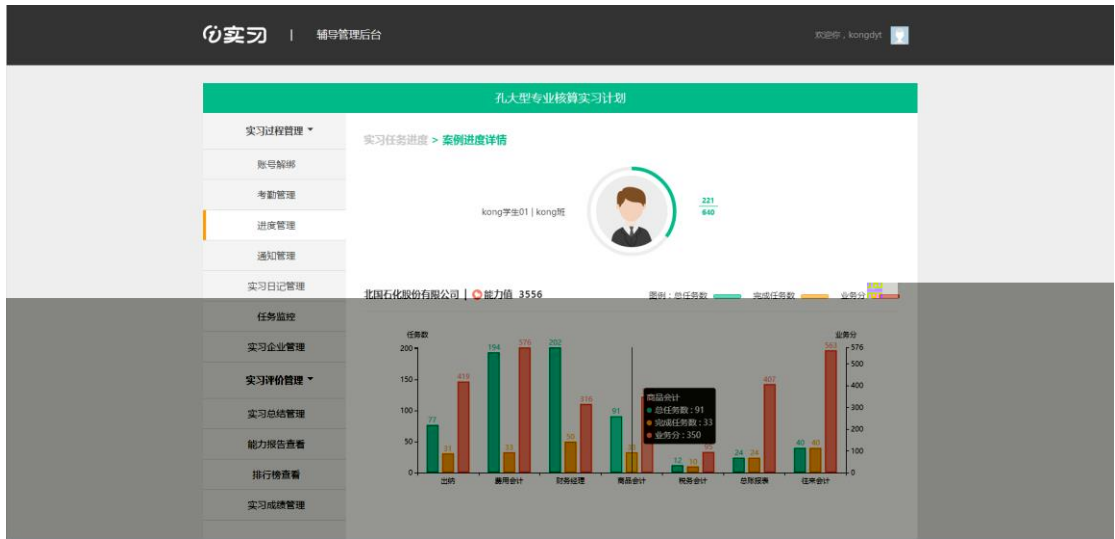 i实习 | 辅导管理后台
欢迎你，kongdyt
孔大型专业核算实习计划
实习过程管理
账号解绑
考勤管理
进度管理
通知管理
实习日记管理
任务监控
实习企业管理
实习评价管理
实习总结管理
能力报告查看
排行榜查看
实习成绩管理
实习任务进度 > 案例进度详情
kong学生01 | kong班
221
640
北国石化股份有限公司 | 能力值 3556
图例：总任务数 完成任务数 业务分
任务数
200
150
100
50
0
业务分
576
500
400
300
200
100
0
77 31 459
194 33 576
202 50 316
91 33
12 10 95
24 24 407
40 40 563
商品会计
总任务数 : 91
完成任务数 : 33
业务分 : 350
出纳 费用会计 财务经理 商品会计 税务会计 总账报表 往来会计